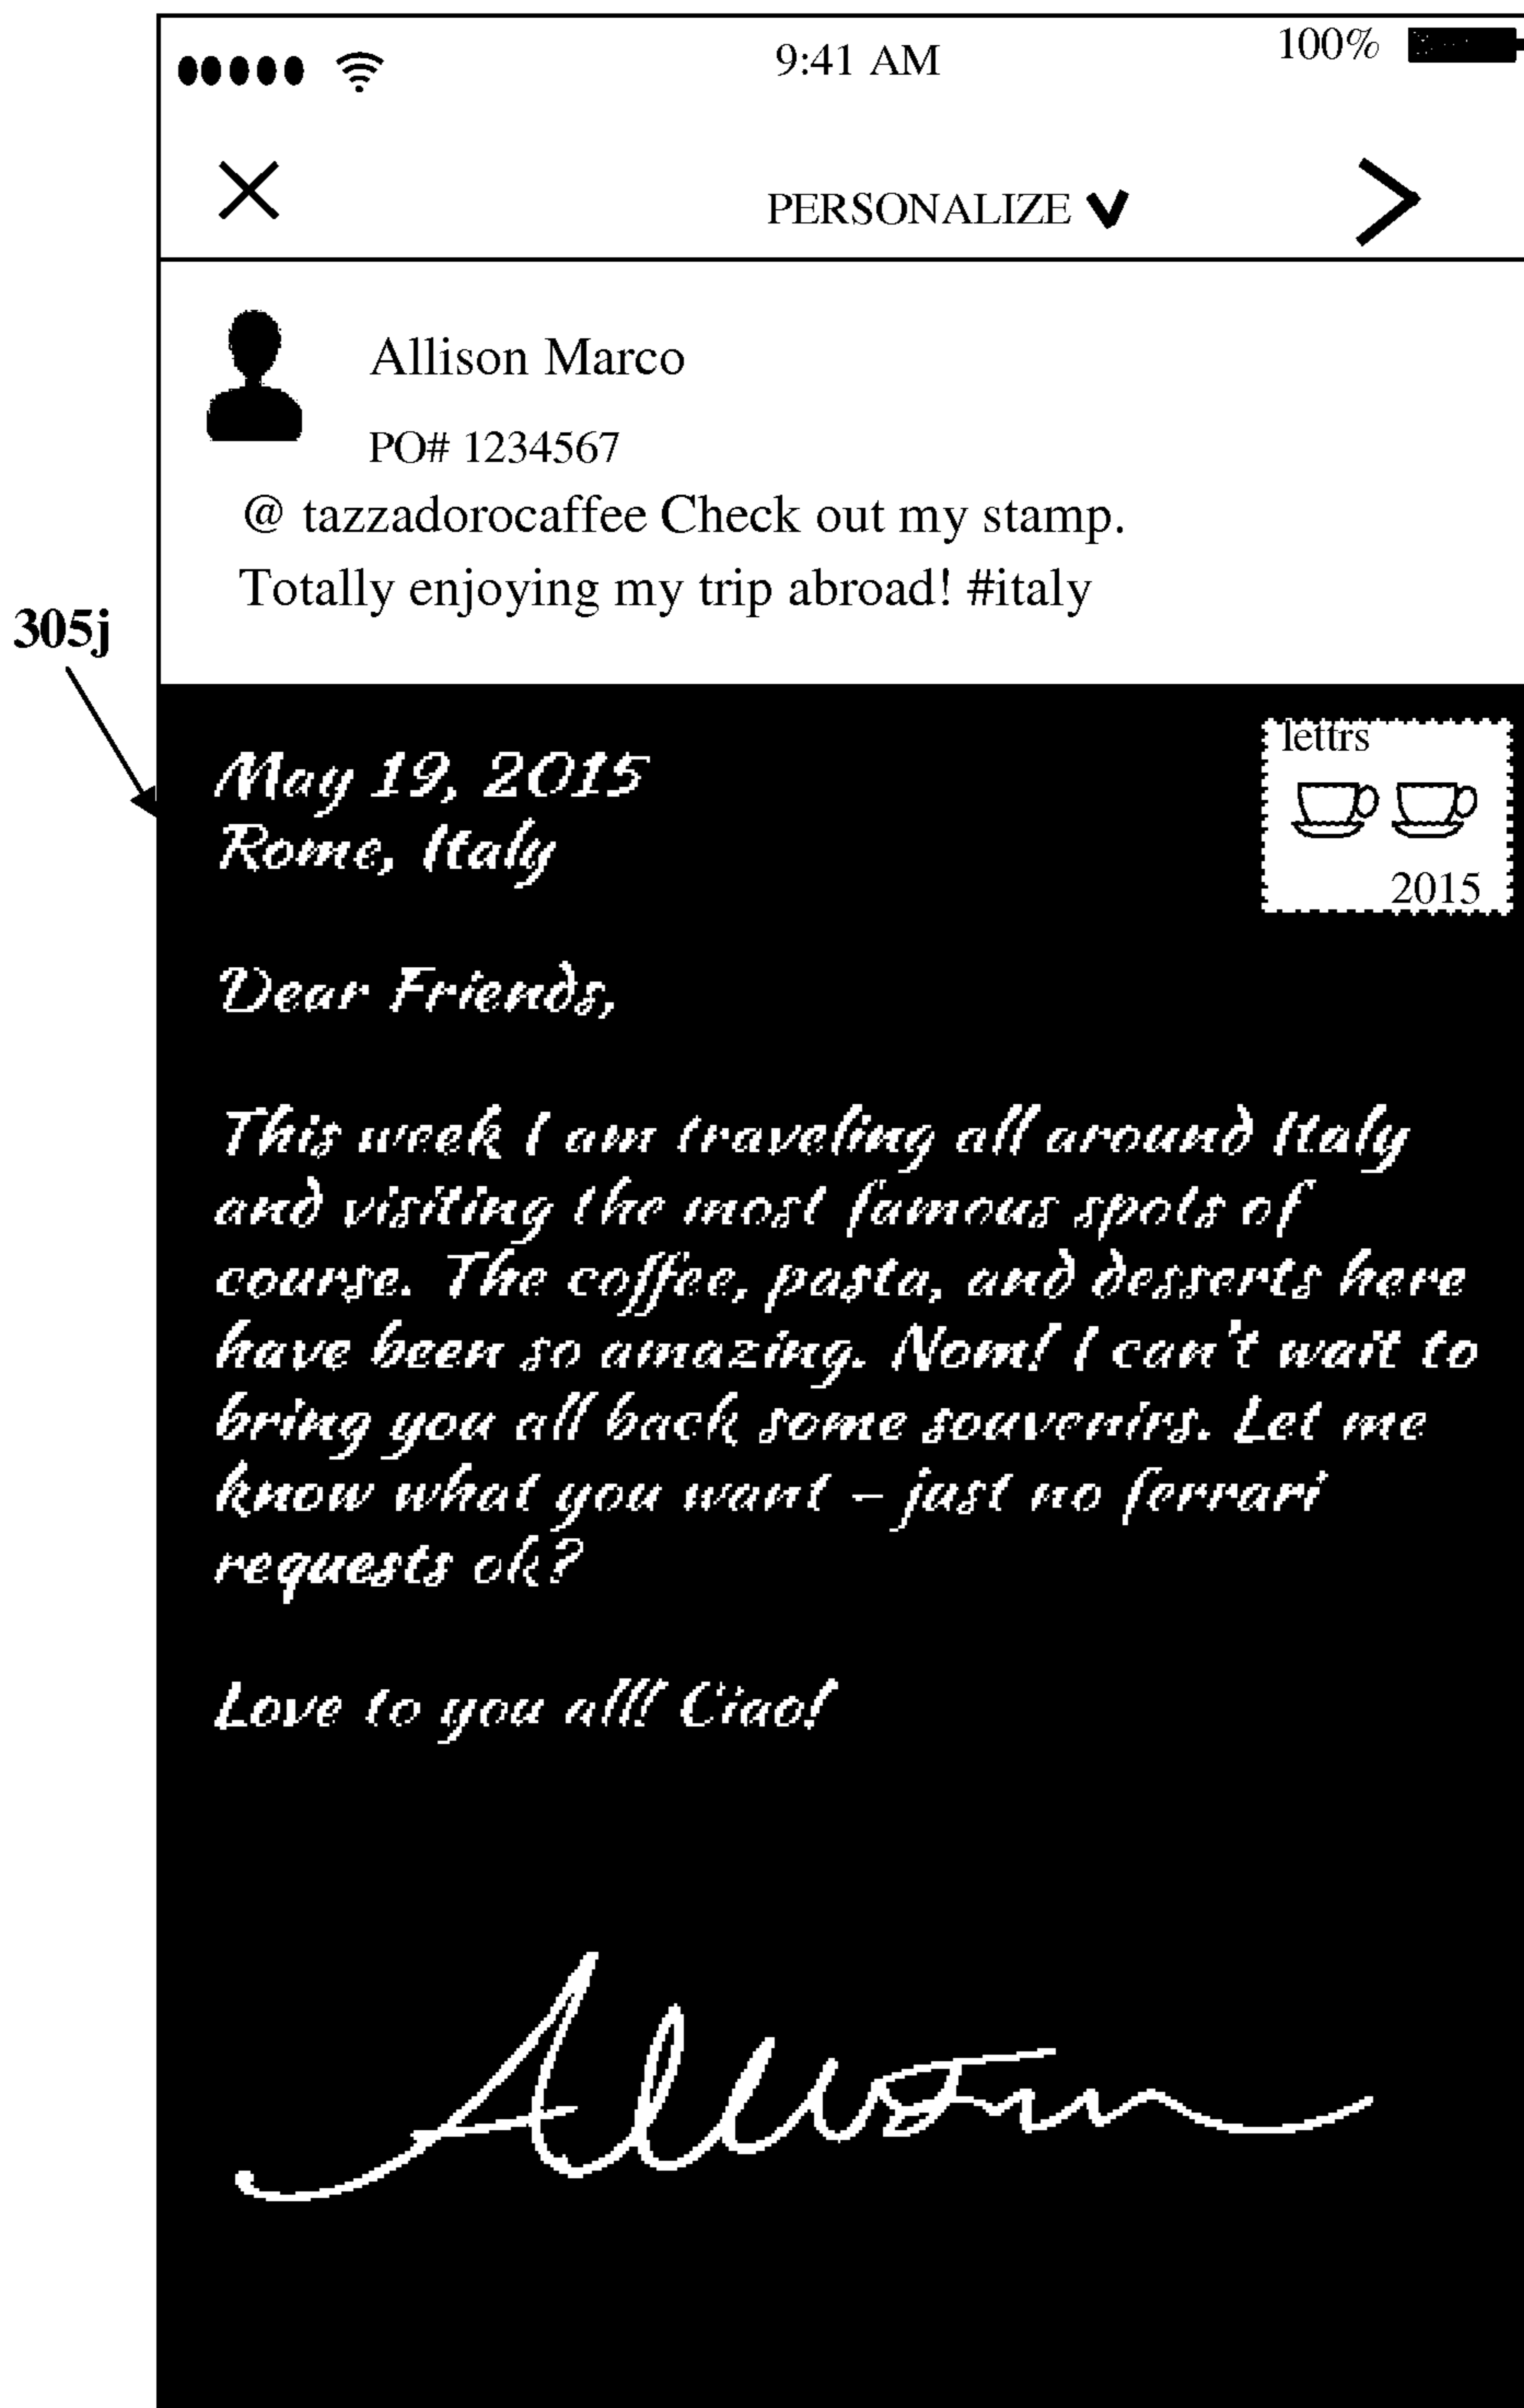 9:41 AM
100%
PERSONALIZE
Allison Marco
PO# 1234567
@ tazzadorocaffee Check out my stamp.
Totally enjoying my trip abroad! #italy
305j
May 19, 2015
Rome, Italy
lettrs
2015
Dear Friends,
This week I am traveling all around Italy
and visiting the most famous spots of
course. The coffee, pasta, and desserts here
have been so amazing. Nom! I can't wait to
bring you all back some souvenirs. Let me
know what you want – just no ferrari
requests ok?
Love to you all! Ciao!
Allison